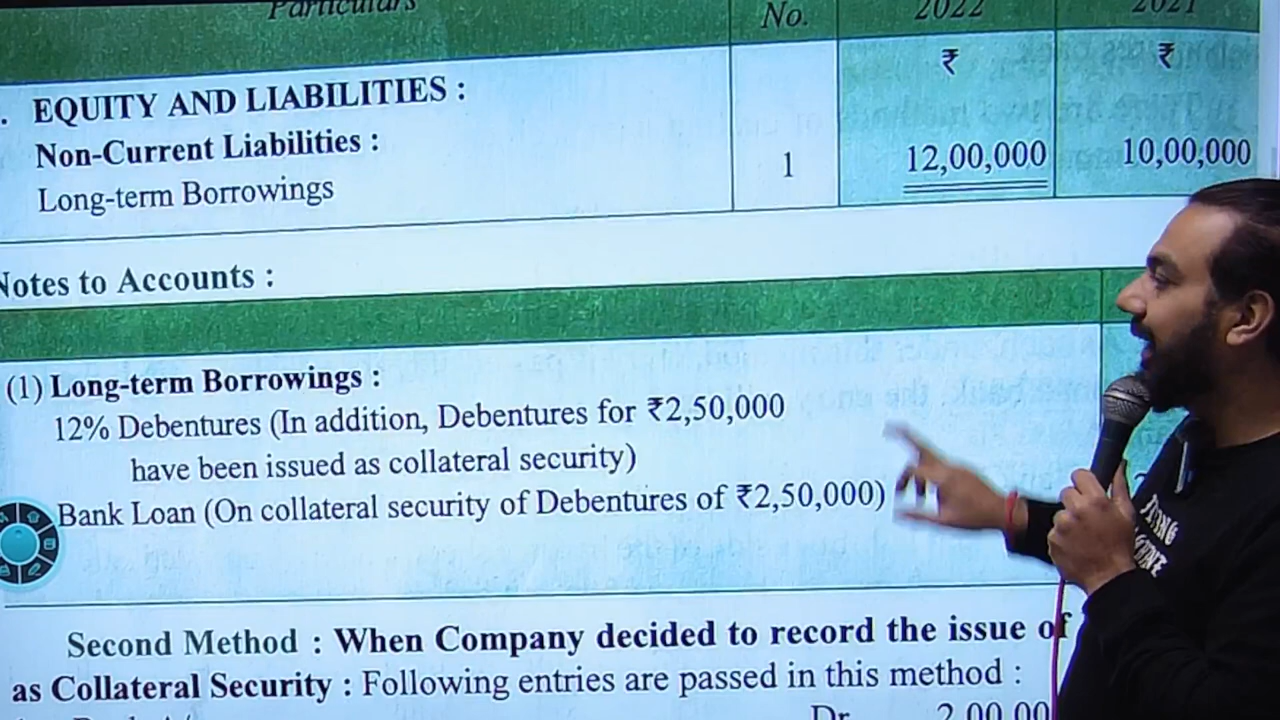 Particulars No. 2022 2021
₹ ₹
. EQUITY AND LIABILITIES :
Non-Current Liabilities :
Long-term Borrowings 1 12,00,000 10,00,000
Notes to Accounts :
(1) Long-term Borrowings :
12% Debentures (In addition, Debentures for ₹2,50,000
have been issued as collateral security)
Bank Loan (On collateral security of Debentures of ₹2,50,000)
Second Method : When Company decided to record the issue of
as Collateral Security : Following entries are passed in this method :
Dr. 2,00,00